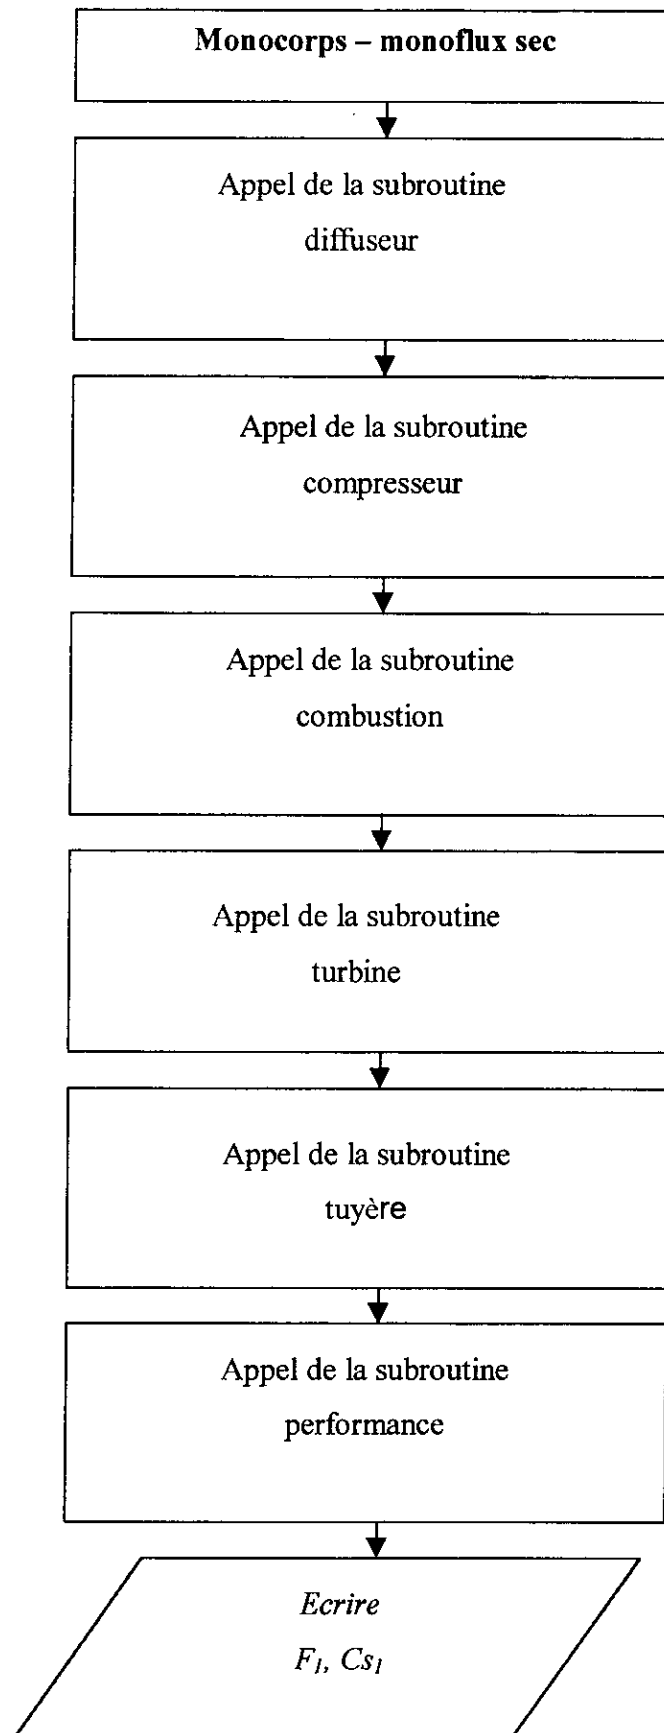 Monocorps – monoflux sec
Appel de la subroutine
diffuseur
Appel de la subroutine
compresseur
Appel de la subroutine
combustion
Appel de la subroutine
turbine
Appel de la subroutine
tuyère
Appel de la subroutine
performance
Ecrire
F₁, Cs₁